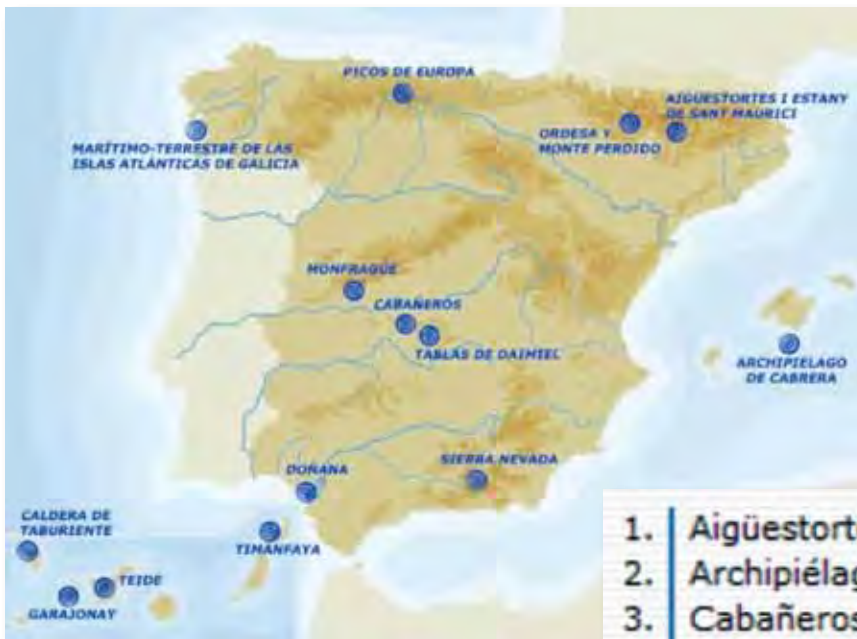 PICOS DE EUROPA
AIGÜESTORTES I ESTANY
DE SANT MAURICI
ORDESA Y
MONTE PERDIDO
MARÍTIMO-TERRESTRE DE LAS
ISLAS ATLÁNTICAS DE GALICIA
MONFRAGÜE
CABAÑEROS
TABLAS DE DAIMIEL
ARCHIPIELAGO
DE CABRERA
DOÑANA
SIERRA NEVADA
CALDERA DE
TABURIENTE
TIMANFAYA
TEIDE
GARAJONAY
1. Aigüestort
2. Archipiélag
3. Cabañeros